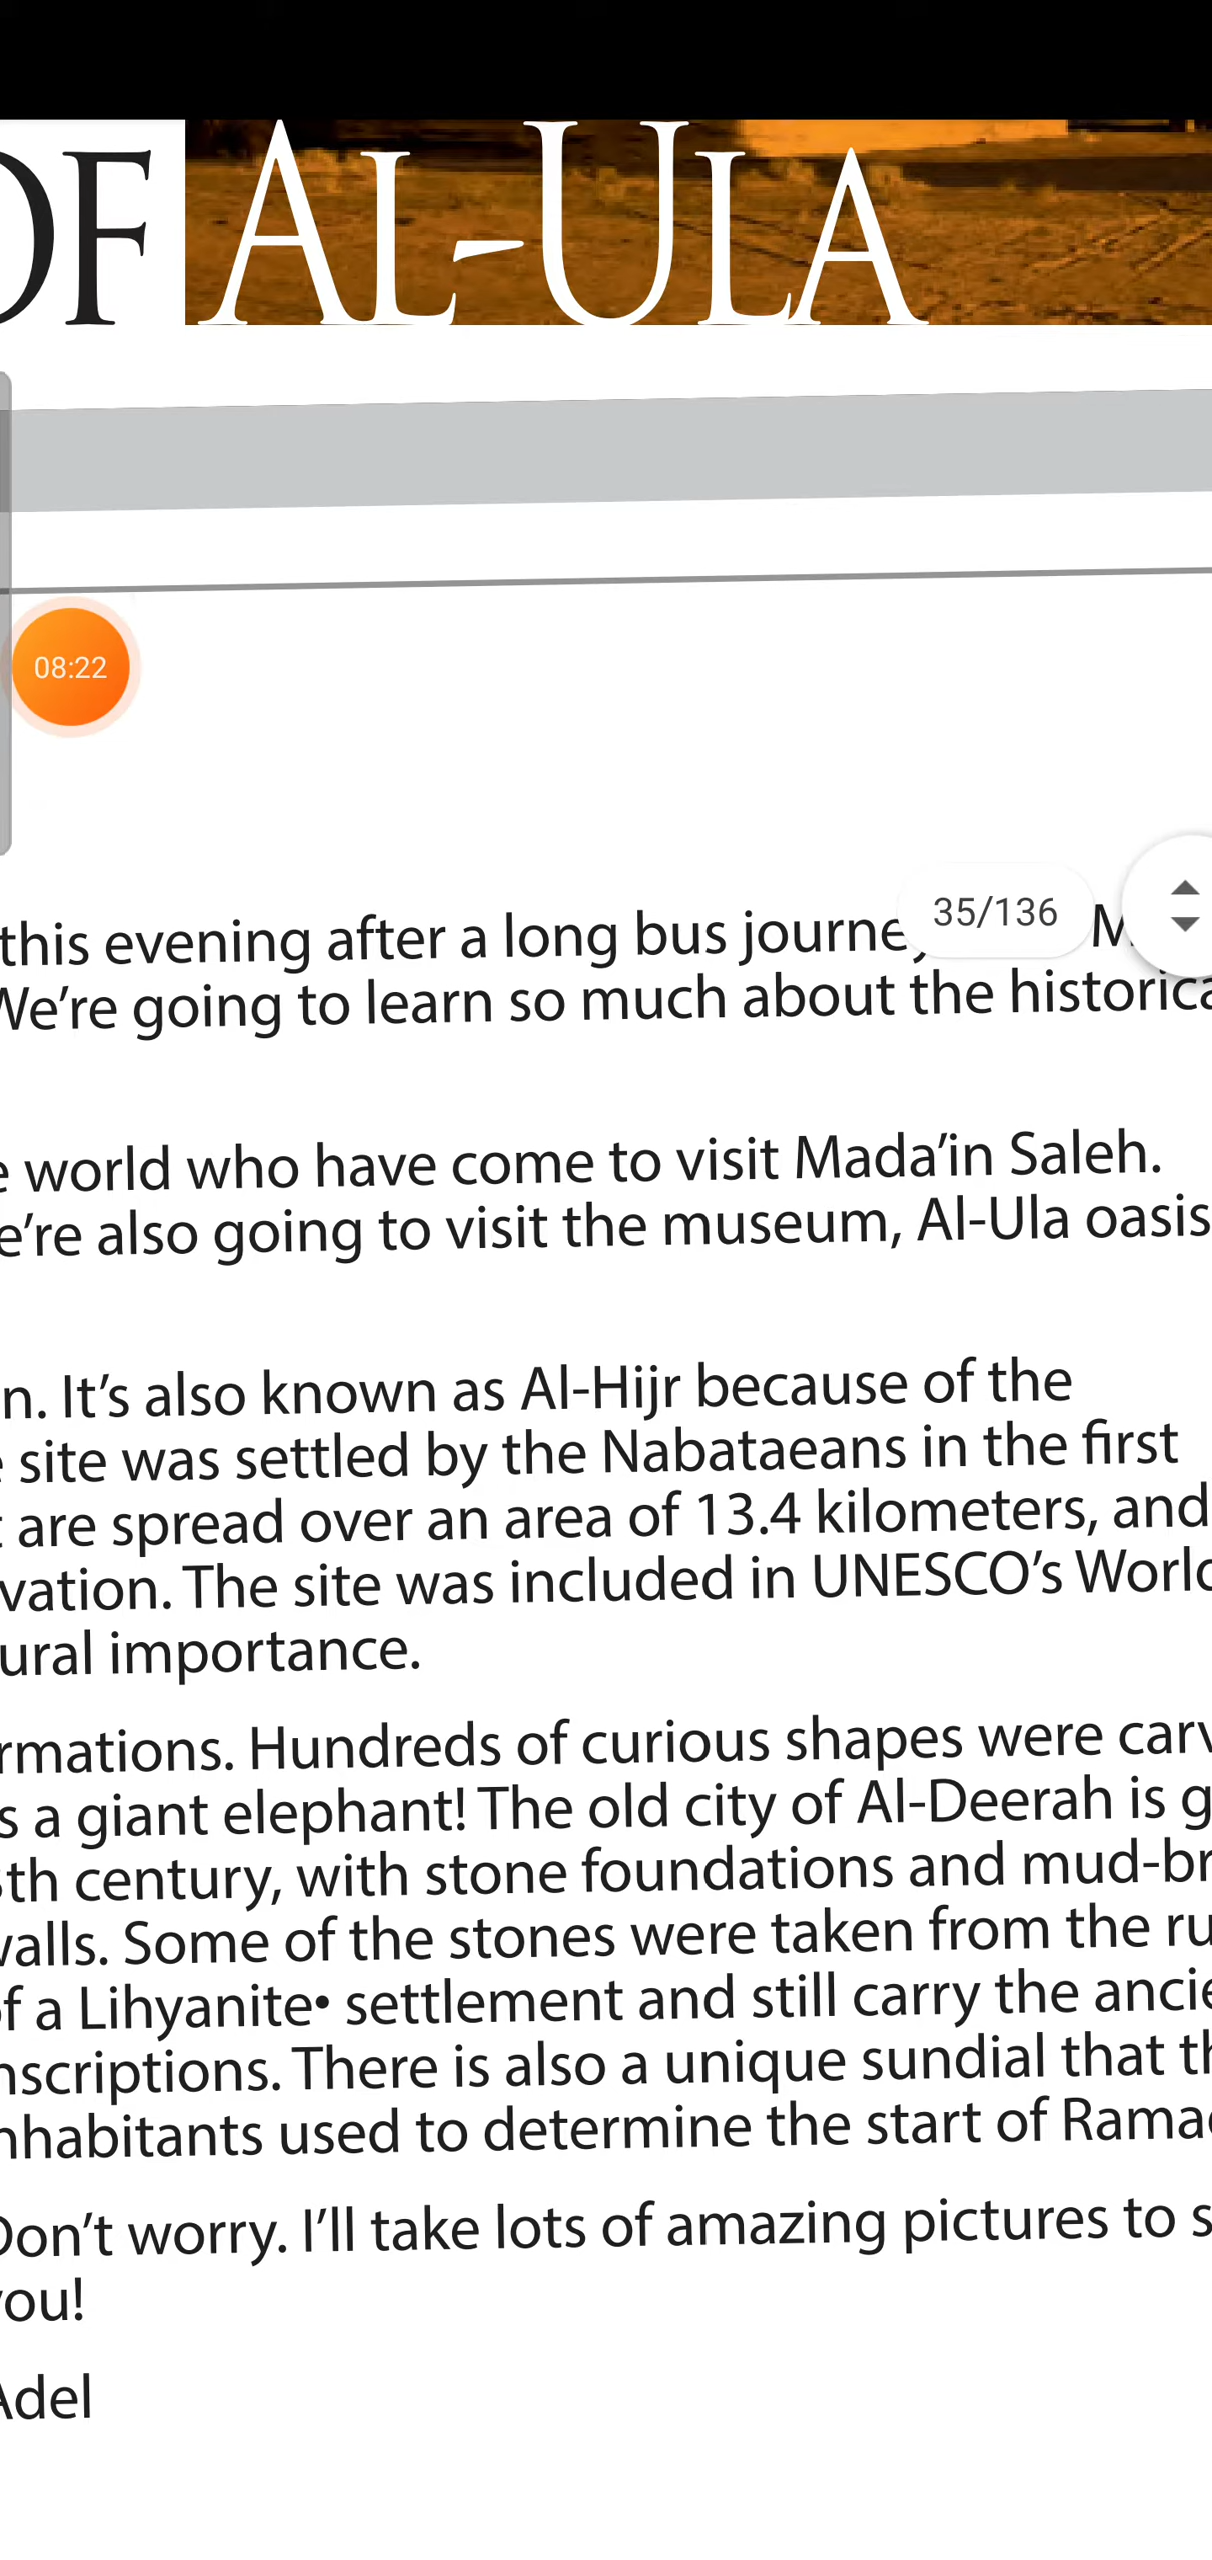 OF AL-ULA
08:22
35/136
this evening after a long bus journey
We're going to learn so much about the historica
world who have come to visit Mada'in Saleh.
e're also going to visit the museum, Al-Ula oasis
n. It's also known as Al-Hijr because of the
site was settled by the Nabataeans in the first
are spread over an area of 13.4 kilometers, and
vation. The site was included in UNESCO's World
ural importance.
rmations. Hundreds of curious shapes were carv
s a giant elephant! The old city of Al-Deerah is g
th century, with stone foundations and mud-br
walls. Some of the stones were taken from the ru
of a Lihyanite• settlement and still carry the ancie
nscriptions. There is also a unique sundial that th
nhabitants used to determine the start of Rama
Don't worry. I'll take lots of amazing pictures to s
you!
Adel